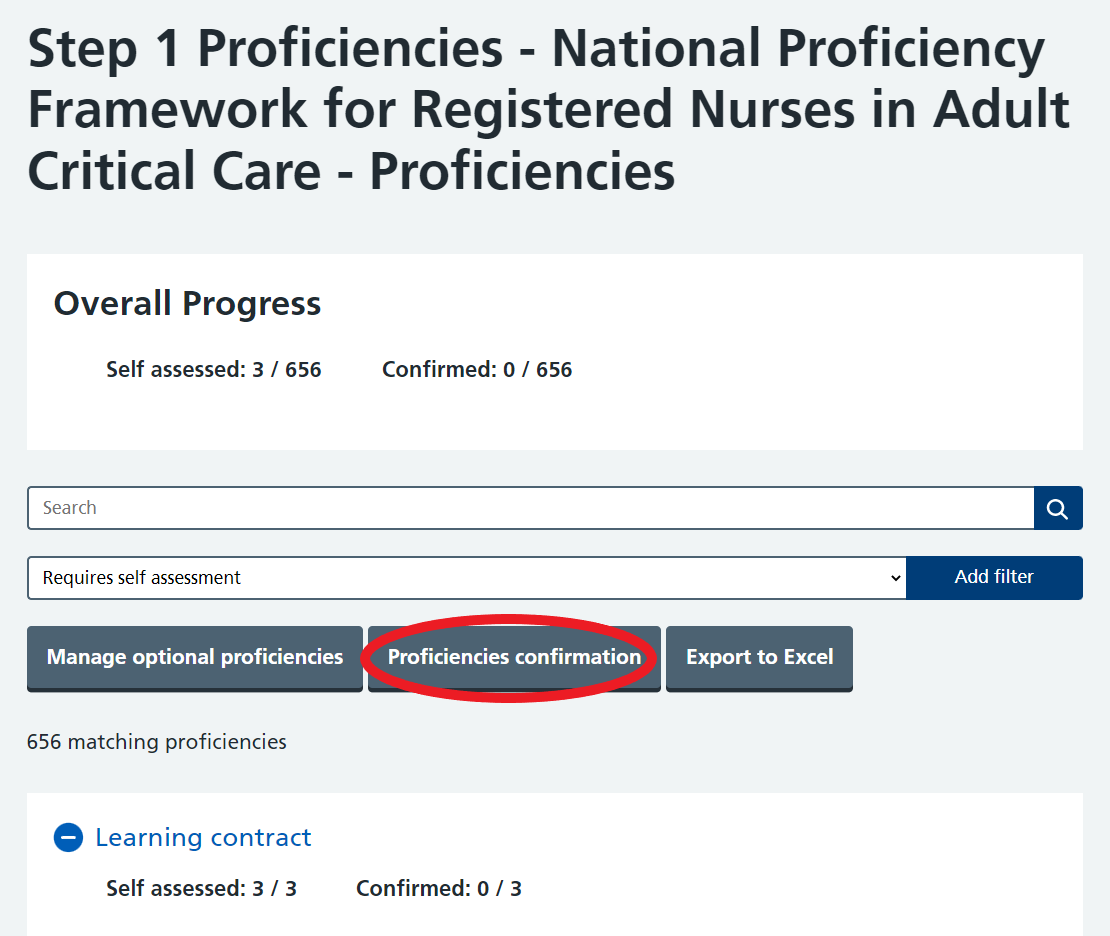 Step 1 Proficiencies - National Proficiency
Framework for Registered Nurses in Adult
Critical Care - Proficiencies
Overall Progress
Self assessed: 3 / 656 Confirmed: 0 / 656
Search
Requires self assessment Add filter
Manage optional proficiencies Proficiencies confirmation Export to Excel
656 matching proficiencies
Learning contract
Self assessed: 3 / 3 Confirmed: 0 / 3